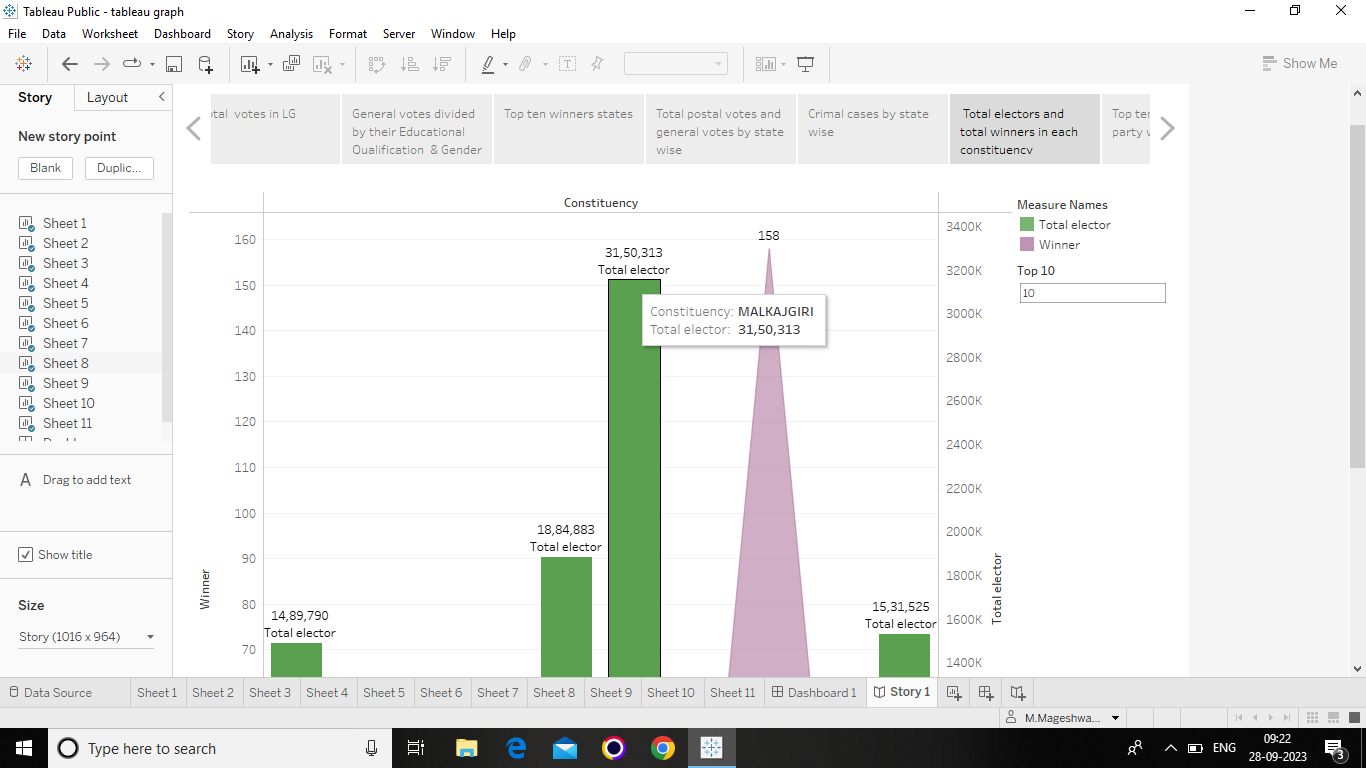 Tableau Public - tableau graph
File Data Worksheet Dashboard Story Analysis Format Server Window Help
Show Me
Story Layout
New story point
Blank Duplic...
Sheet 1
Sheet 2
Sheet 3
Sheet 4
Sheet 5
Sheet 6
Sheet 7
Sheet 8
Sheet 9
Sheet 10
Sheet 11
A Drag to add text
Show title
Size
Story (1016 x 964)
votes in LG
General votes divided
by their Educational
Qualification & Gender
Top ten winners states
Total postal votes and
general votes by state
wise
Crimal cases by state
wise
Total electors and
total winners in each
constituency
Top
party
Constituency
Measure Names
Total elector
Winner
Top 10
10
160
150
140
130
120
110
100
90
80
70
Winner
31,50,313
Total elector
158
Constituency: MALKAJGIRI
Total elector: 31,50,313
18,84,883
Total elector
14,89,790
Total elector
15,31,525
Total elector
3400K
3200K
3000K
2800K
2600K
2400K
2200K
2000K
1800K
1600K
1400K
Total elector
Data Source Sheet 1 Sheet 2 Sheet 3 Sheet 4 Sheet 5 Sheet 6 Sheet 7 Sheet 8 Sheet 9 Sheet 10 Sheet 11 Dashboard 1 Story 1
M.Mageshwa...
Type here to search
ENG
09:22
28-09-2023
3